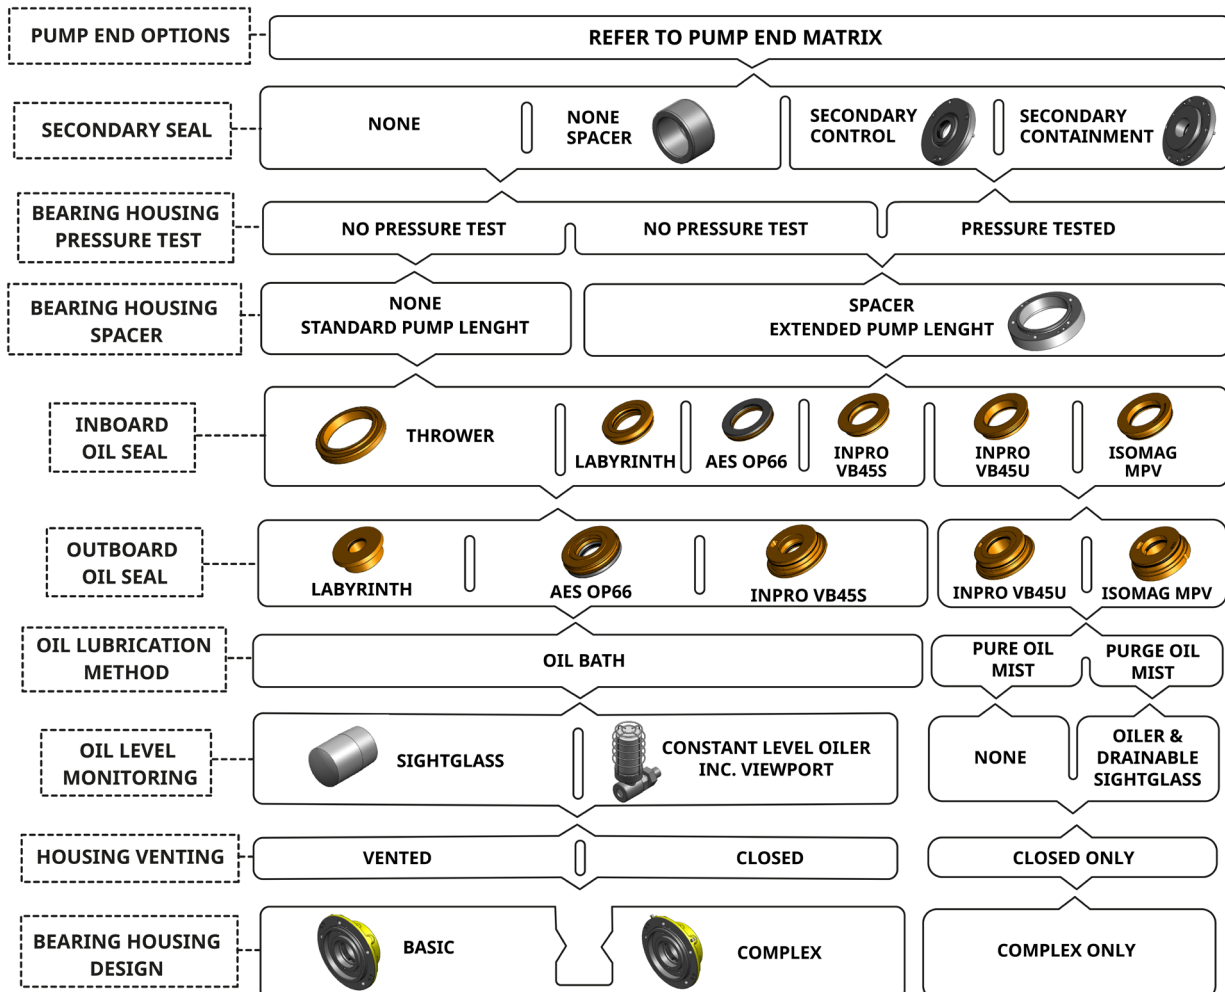 PUMP END OPTIONS
REFER TO PUMP END MATRIX
SECONDARY SEAL
NONE
NONE
SPACER
SECONDARY
CONTROL
SECONDARY
CONTAINMENT
BEARING HOUSING
PRESSURE TEST
NO PRESSURE TEST
NO PRESSURE TEST
PRESSURE TESTED
BEARING HOUSING
SPACER
NONE
STANDARD PUMP LENGHT
SPACER
EXTENDED PUMP LENGHT
INBOARD
OIL SEAL
THROWER
LABYRINTH
AES OP66
INPRO
VB45S
INPRO
VB45U
ISOMAG
MPV
OUTBOARD
OIL SEAL
LABYRINTH
AES OP66
INPRO VB45S
INPRO VB45U
ISOMAG MPV
OIL LUBRICATION
METHOD
OIL BATH
PURE OIL
MIST
PURGE OIL
MIST
OIL LEVEL
MONITORING
SIGHTGLASS
CONSTANT LEVEL OILER
INC. VIEWPORT
NONE
OILER &
DRAINABLE
SIGHTGLASS
HOUSING VENTING
VENTED
CLOSED
CLOSED ONLY
BEARING HOUSING
DESIGN
BASIC
COMPLEX
COMPLEX ONLY